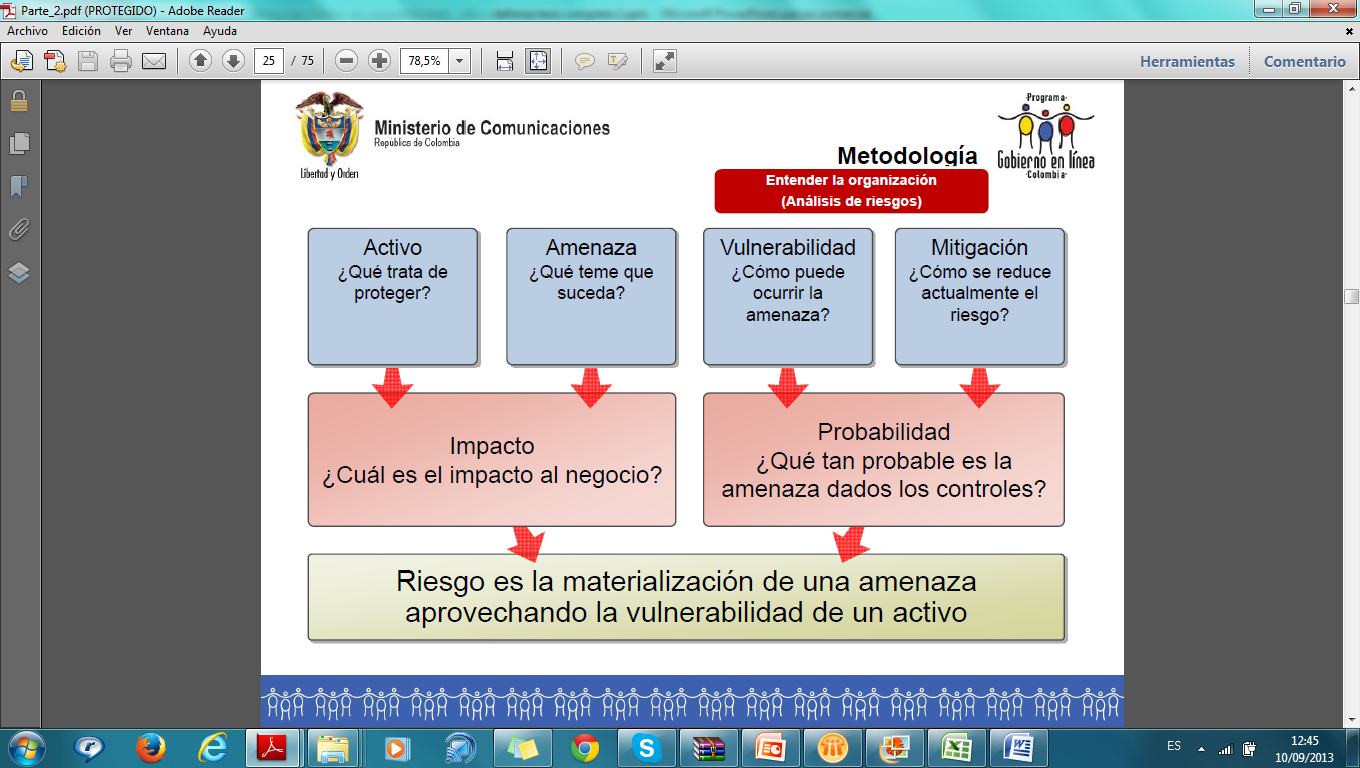 Parte_2.pdf (PROTEGIDO) - Adobe Reader
Archivo Edición Ver Ventana Ayuda
25 / 75 78,5% Herramientas Comentario
Ministerio de Comunicaciones
República de Colombia
Libertad y Orden
·Programa·
Gobierno en línea
·Colombia·
Metodología
Entender la organización
(Análisis de riesgos)
Activo
¿Qué trata de
proteger?
Amenaza
¿Qué teme que
suceda?
Vulnerabilidad
¿Cómo puede
ocurrir la
amenaza?
Mitigación
¿Cómo se reduce
actualmente el
riesgo?
Impacto
¿Cuál es el impacto al negocio?
Probabilidad
¿Qué tan probable es la
amenaza dados los controles?
Riesgo es la materialización de una amenaza
aprovechando la vulnerabilidad de un activo
ES
12:45
10/09/2013